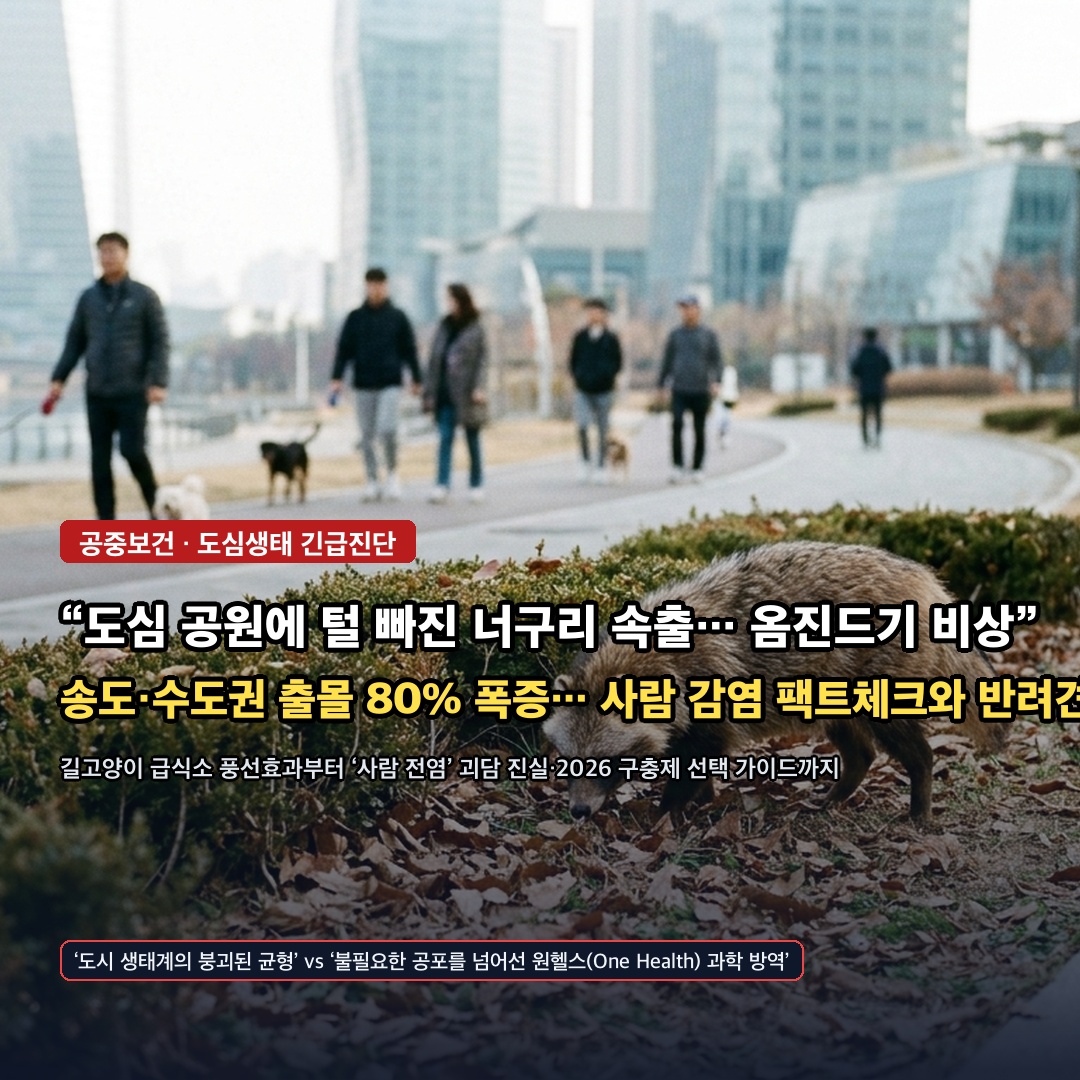 공중보건 · 도심생태 긴급진단
“도심 공원에 털 빠진 너구리 속출… 옴진드기 비상”
송도·수도권 출몰 80% 폭증… 사람 감염 팩트체크와 반려견
길고양이 급식소 풍선효과부터 ‘사람 전염’ 괴담 진실·2026 구충제 선택 가이드까지
‘도시 생태계의 붕괴된 균형’ vs ‘불필요한 공포를 넘어선 원헬스(One Health) 과학 방역’